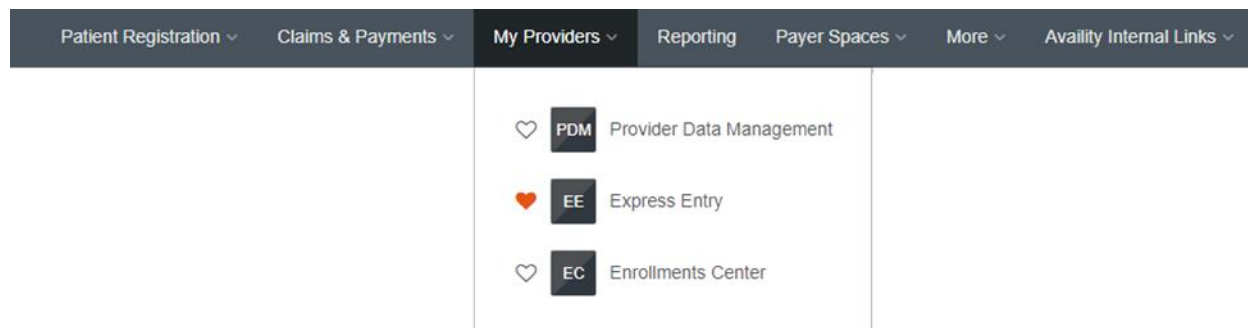 Patient Registration Claims & Payments My Providers Reporting Payer Spaces More Availity Internal Links
PDM Provider Data Management
EE Express Entry
EC Enrollments Center